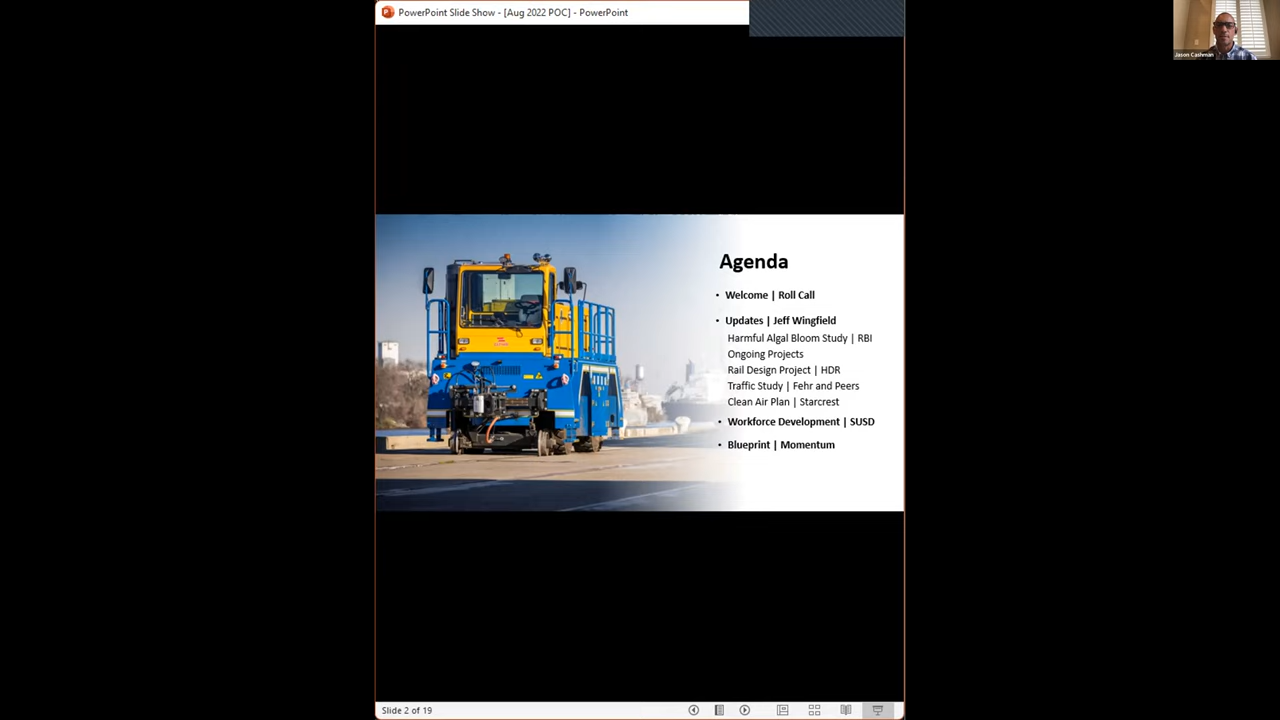 PowerPoint Slide Show - [Aug 2022 POC] - PowerPoint
Jason Cashman
Agenda
• Welcome | Roll Call
• Updates | Jeff Wingfield
Harmful Algal Bloom Study | RBI
Ongoing Projects
Rail Design Project | HDR
Traffic Study | Fehr and Peers
Clean Air Plan | Starcrest
• Workforce Development | SUSD
• Blueprint | Momentum
Slide 2 of 19